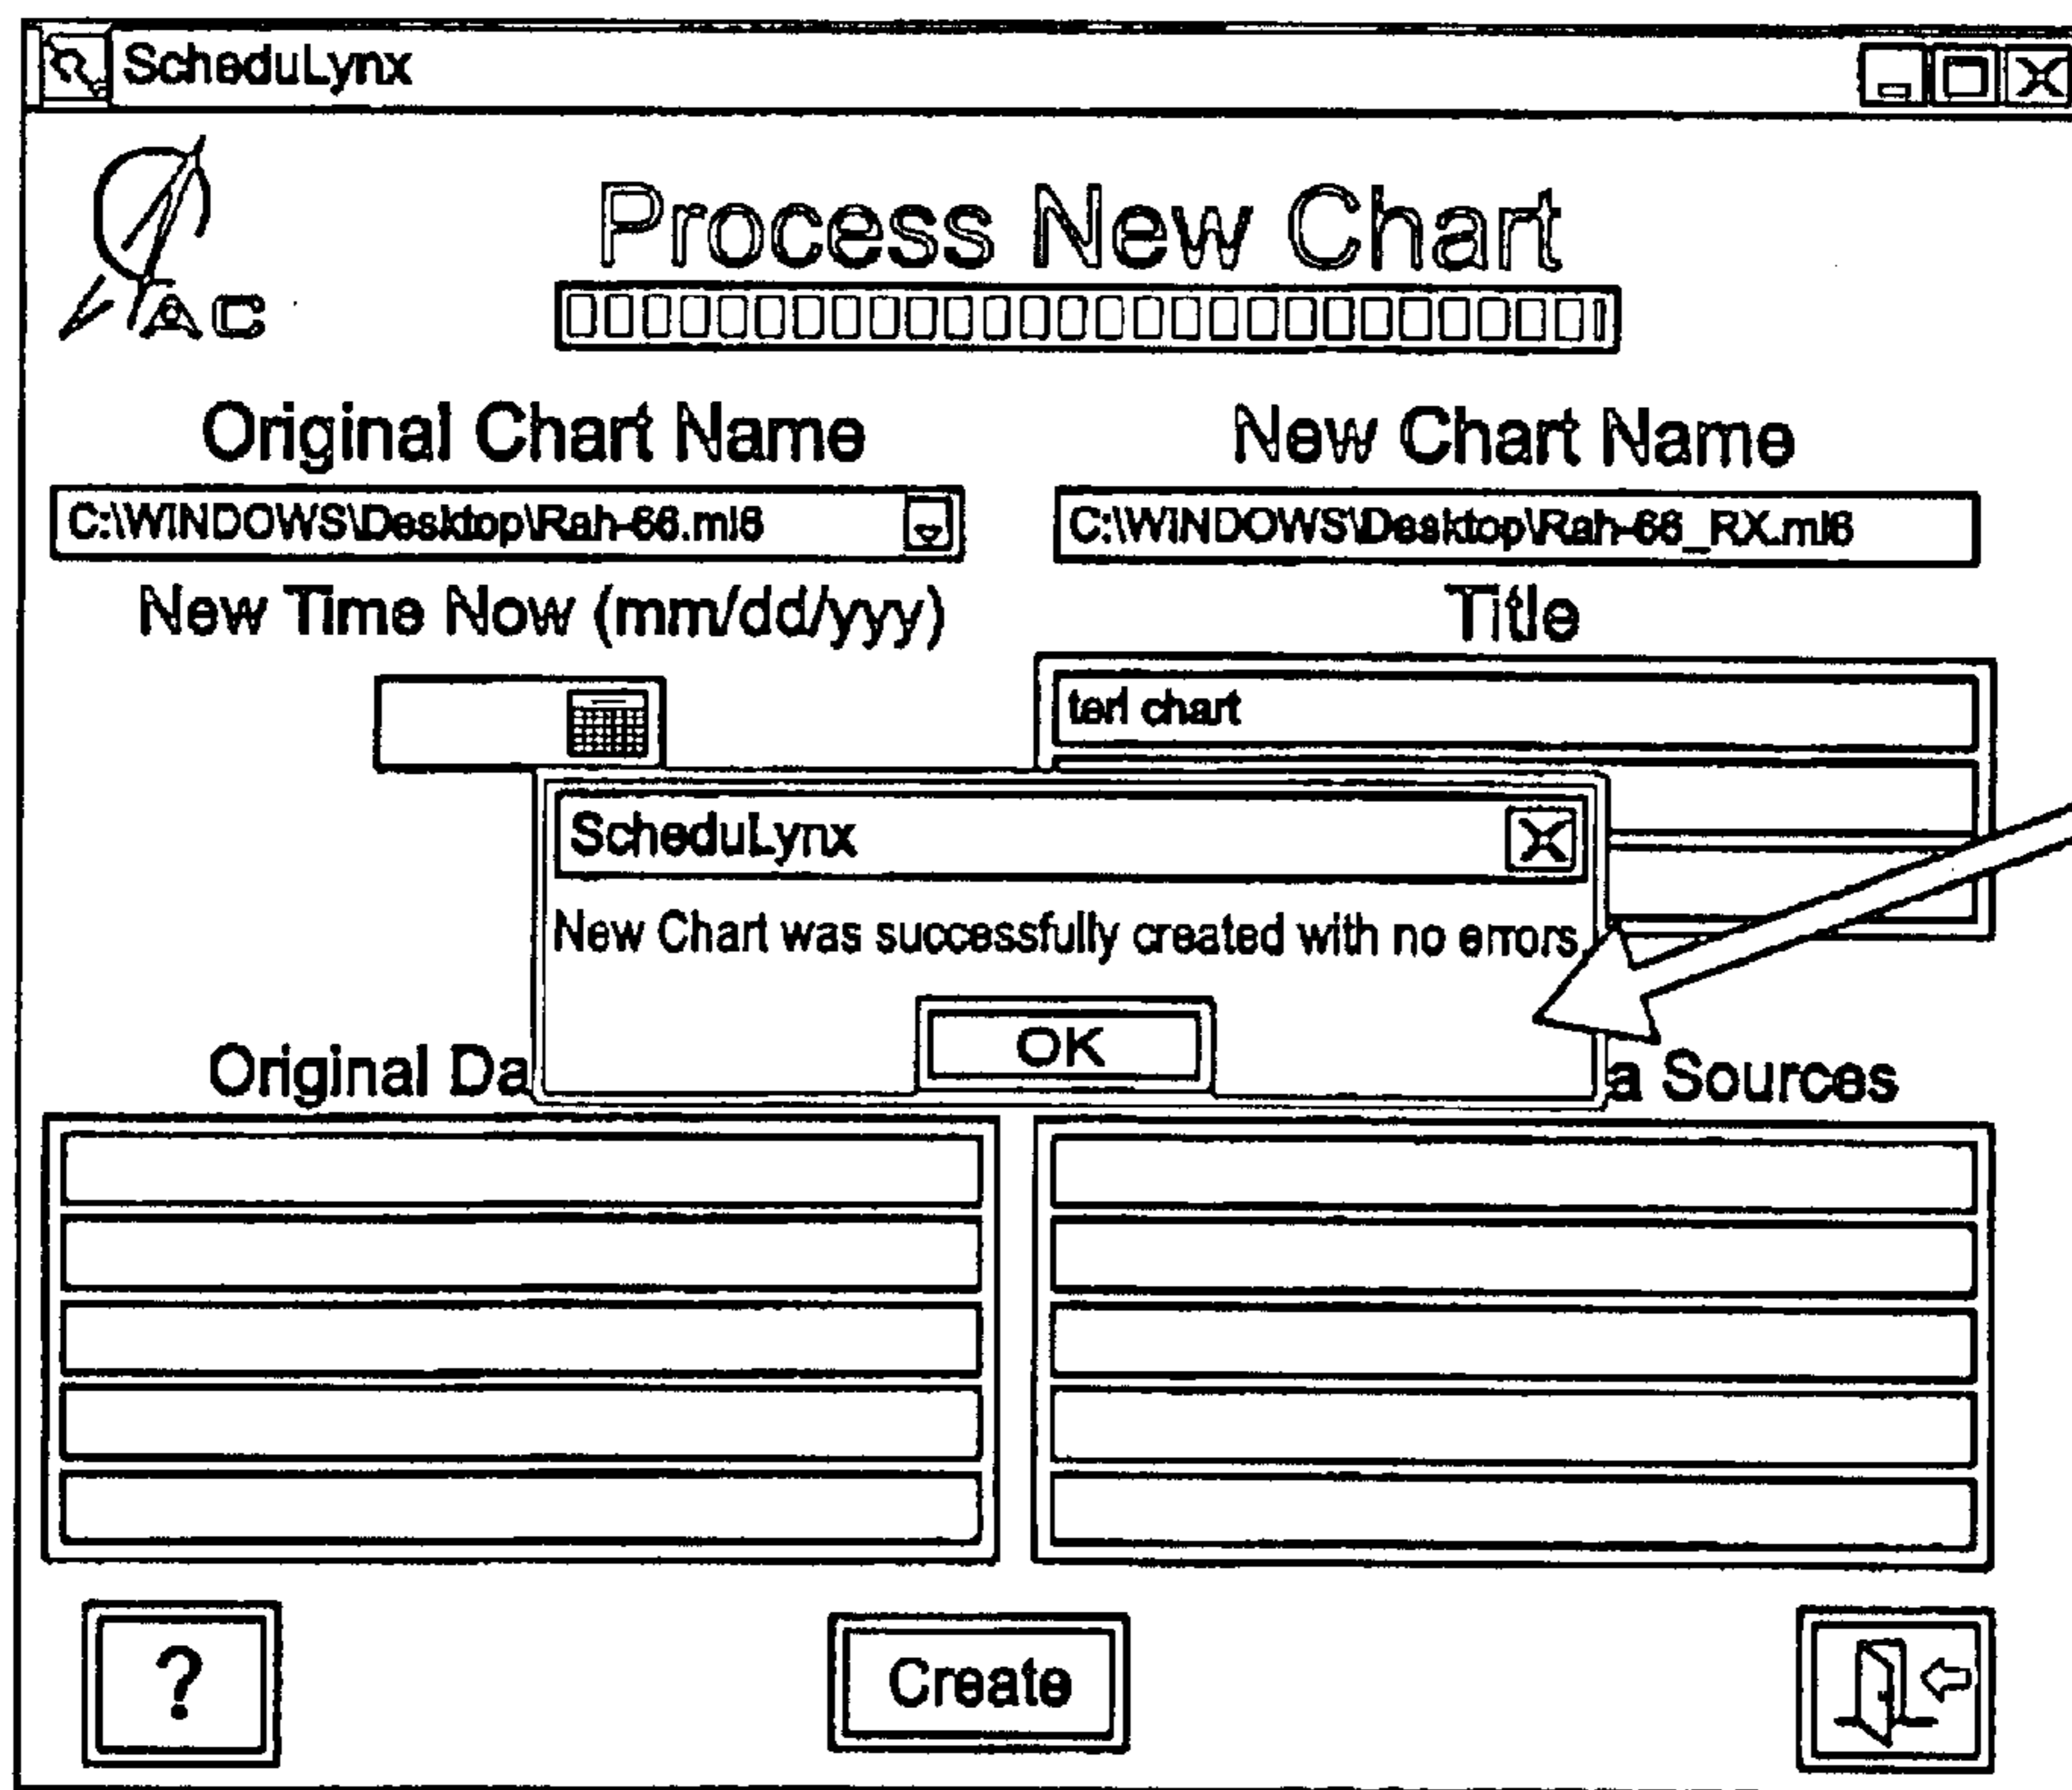 ScheduLynx
AC
Process New Chart
Original Chart Name
New Chart Name
C:\WINDOWS\Desktop\Rah-66.ml6
C:\WINDOWS\Desktop\Rah-66_RX.ml6
New Time Now (mm/dd/yyy)
Title
teri chart
ScheduLynx
New Chart was successfully created with no errors
OK
Original Da
a Sources
?
Create